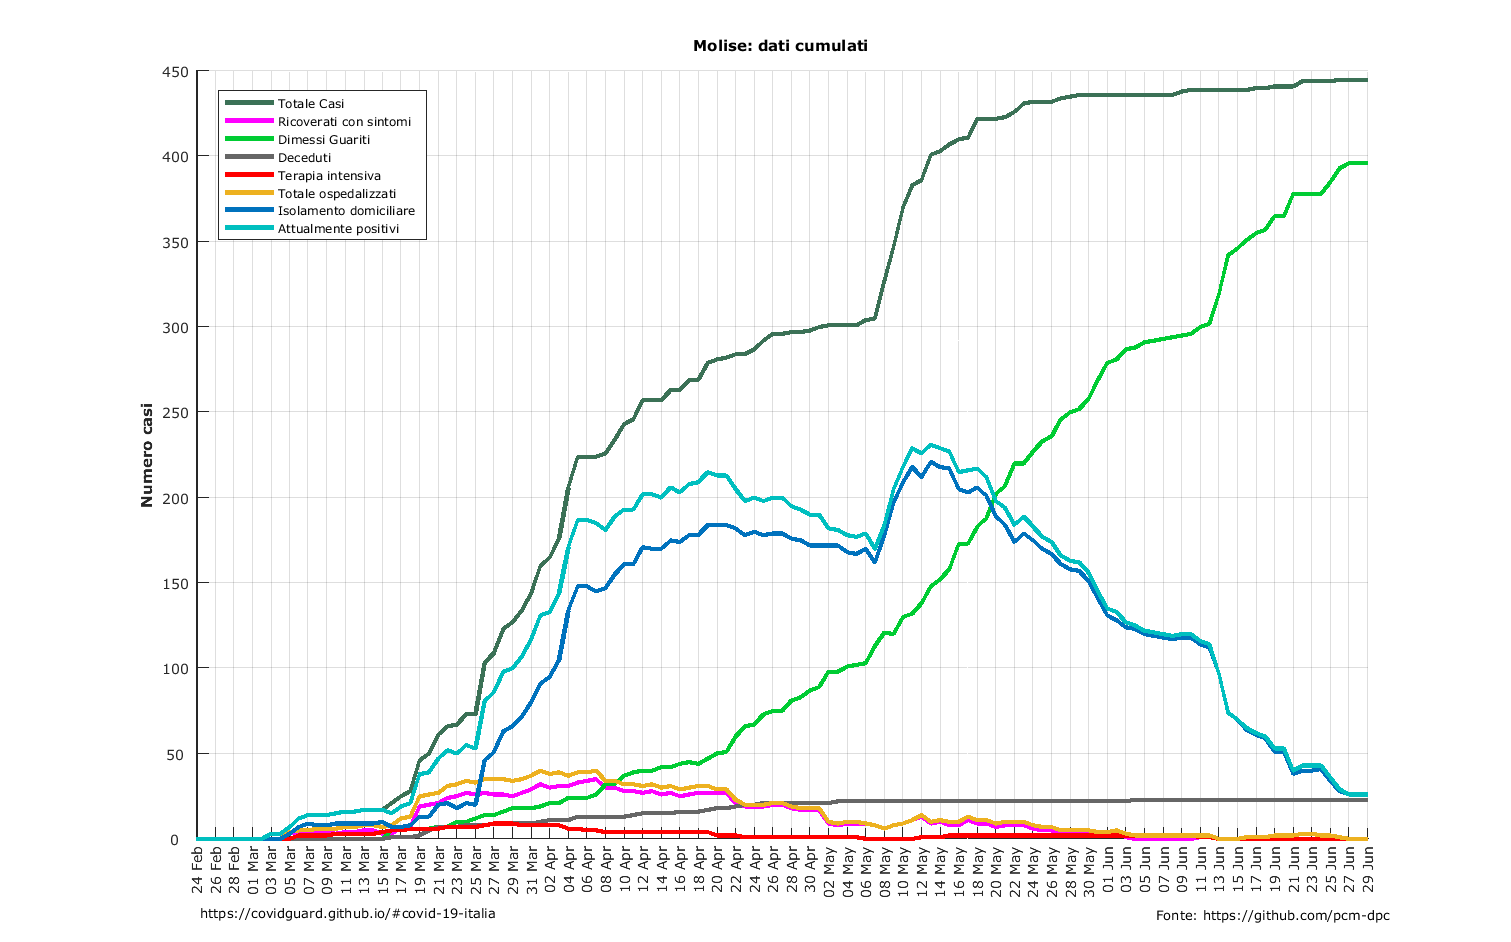 Molise: dati cumulati
Numero casi
450
400
350
300
250
200
150
100
50
0
Totale Casi
Ricoverati con sintomi
Dimessi Guariti
Deceduti
Terapia intensiva
Totale ospedalizzati
Isolamento domiciliare
Attualmente positivi
24 Feb
26 Feb
28 Feb
01 Mar
03 Mar
05 Mar
07 Mar
09 Mar
11 Mar
13 Mar
15 Mar
17 Mar
19 Mar
21 Mar
23 Mar
25 Mar
27 Mar
29 Mar
31 Mar
02 Apr
04 Apr
06 Apr
08 Apr
10 Apr
12 Apr
14 Apr
16 Apr
18 Apr
20 Apr
22 Apr
24 Apr
26 Apr
28 Apr
30 Apr
02 May
04 May
06 May
08 May
10 May
12 May
14 May
16 May
18 May
20 May
22 May
24 May
26 May
28 May
30 May
01 Jun
03 Jun
05 Jun
07 Jun
09 Jun
11 Jun
13 Jun
15 Jun
17 Jun
19 Jun
21 Jun
23 Jun
25 Jun
27 Jun
29 Jun
https://covidguard.github.io/#covid-19-italia
Fonte: https://github.com/pcm-dpc